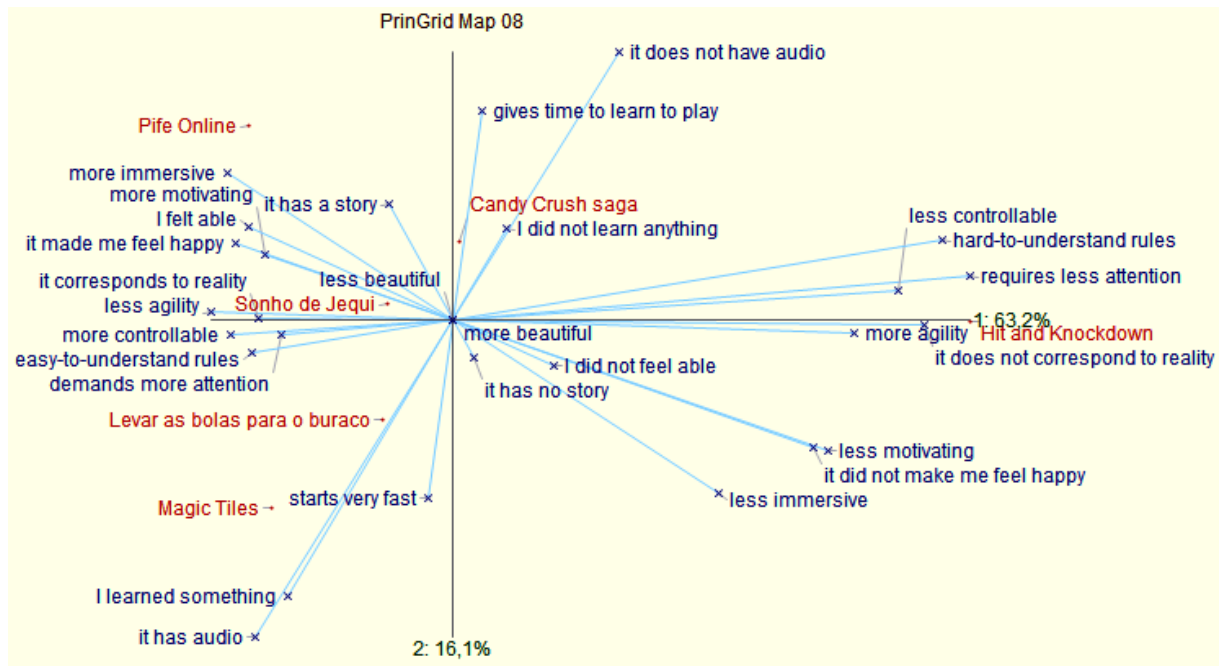 PrinGrid Map 08
it does not have audio
gives time to learn to play
Pife Online
more immersive
more motivating
it has a story
Candy Crush saga
I felt able
less controllable
I did not learn anything
it made me feel happy
hard-to-understand rules
it corresponds to reality
less beautiful
requires less attention
less agility
Sonho de Jequi
1: 63,2%
more controllable
more beautiful
more agility
Hit and Knockdown
easy-to-understand rules
it does not correspond to reality
I did not feel able
demands more attention
it has no story
Levar as bolas para o buraco
less motivating
it did not make me feel happy
starts very fast
less immersive
Magic Tiles
I learned something
it has audio
2: 16,1%